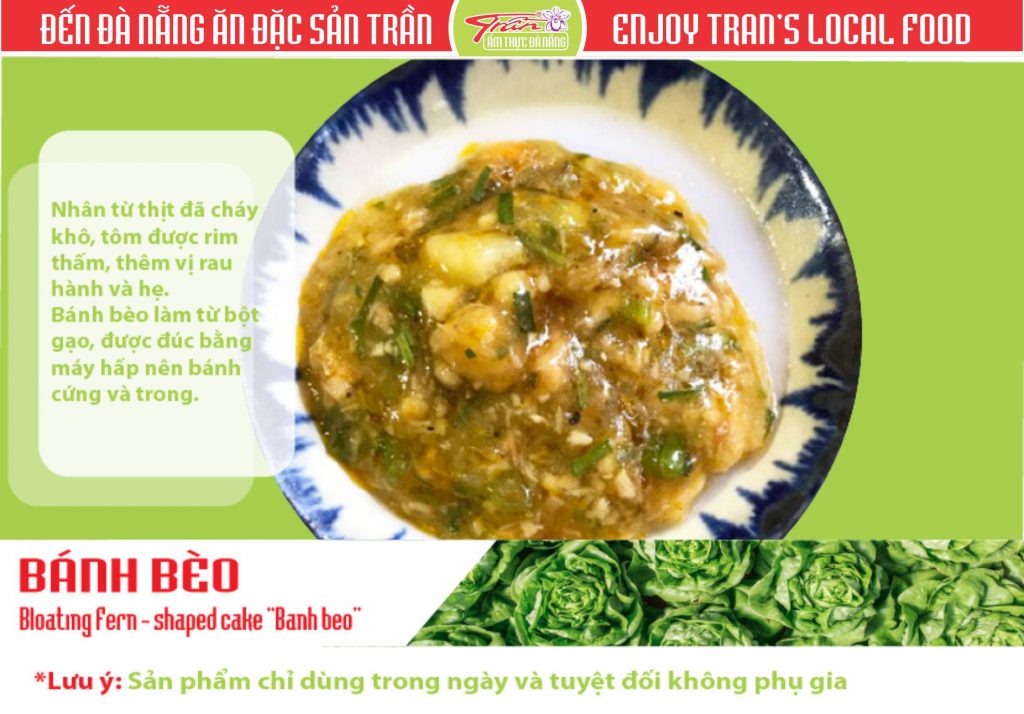 ĐẾN ĐÀ NẴNG ĂN ĐẶC SẢN TRẦN
Trần ®
ẨM THỰC ĐÀ NẴNG
ENJOY TRAN'S LOCAL FOOD
Nhân từ thịt đã cháy
khô, tôm được rim
thấm, thêm vị rau
hành và hẹ.
Bánh bèo làm từ bột
gạo, được đúc bằng
máy hấp nên bánh
cứng và trong.
BÁNH BÈO
Bloating fern - shaped cake "Banh beo"
*Lưu ý: Sản phẩm chỉ dùng trong ngày và tuyệt đối không phụ gia